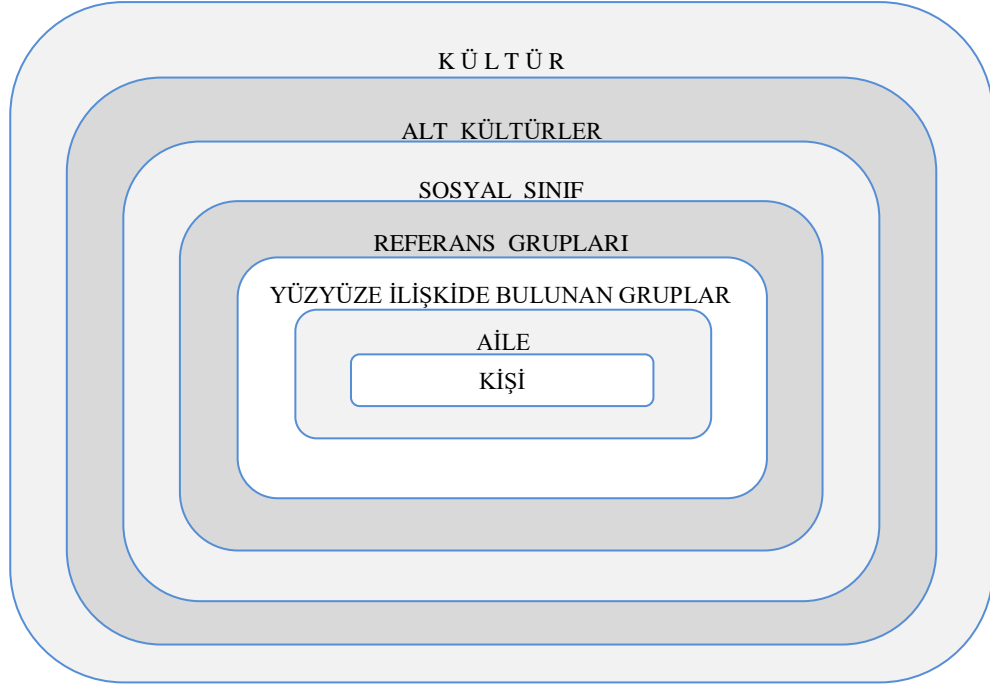 K Ü L T Ü R
ALT KÜLTÜRLER
SOSYAL SINIF
REFERANS GRUPLARI
YÜZYÜZE İLİŞKİDE BULUNAN GRUPLAR
AİLE
KİŞİ